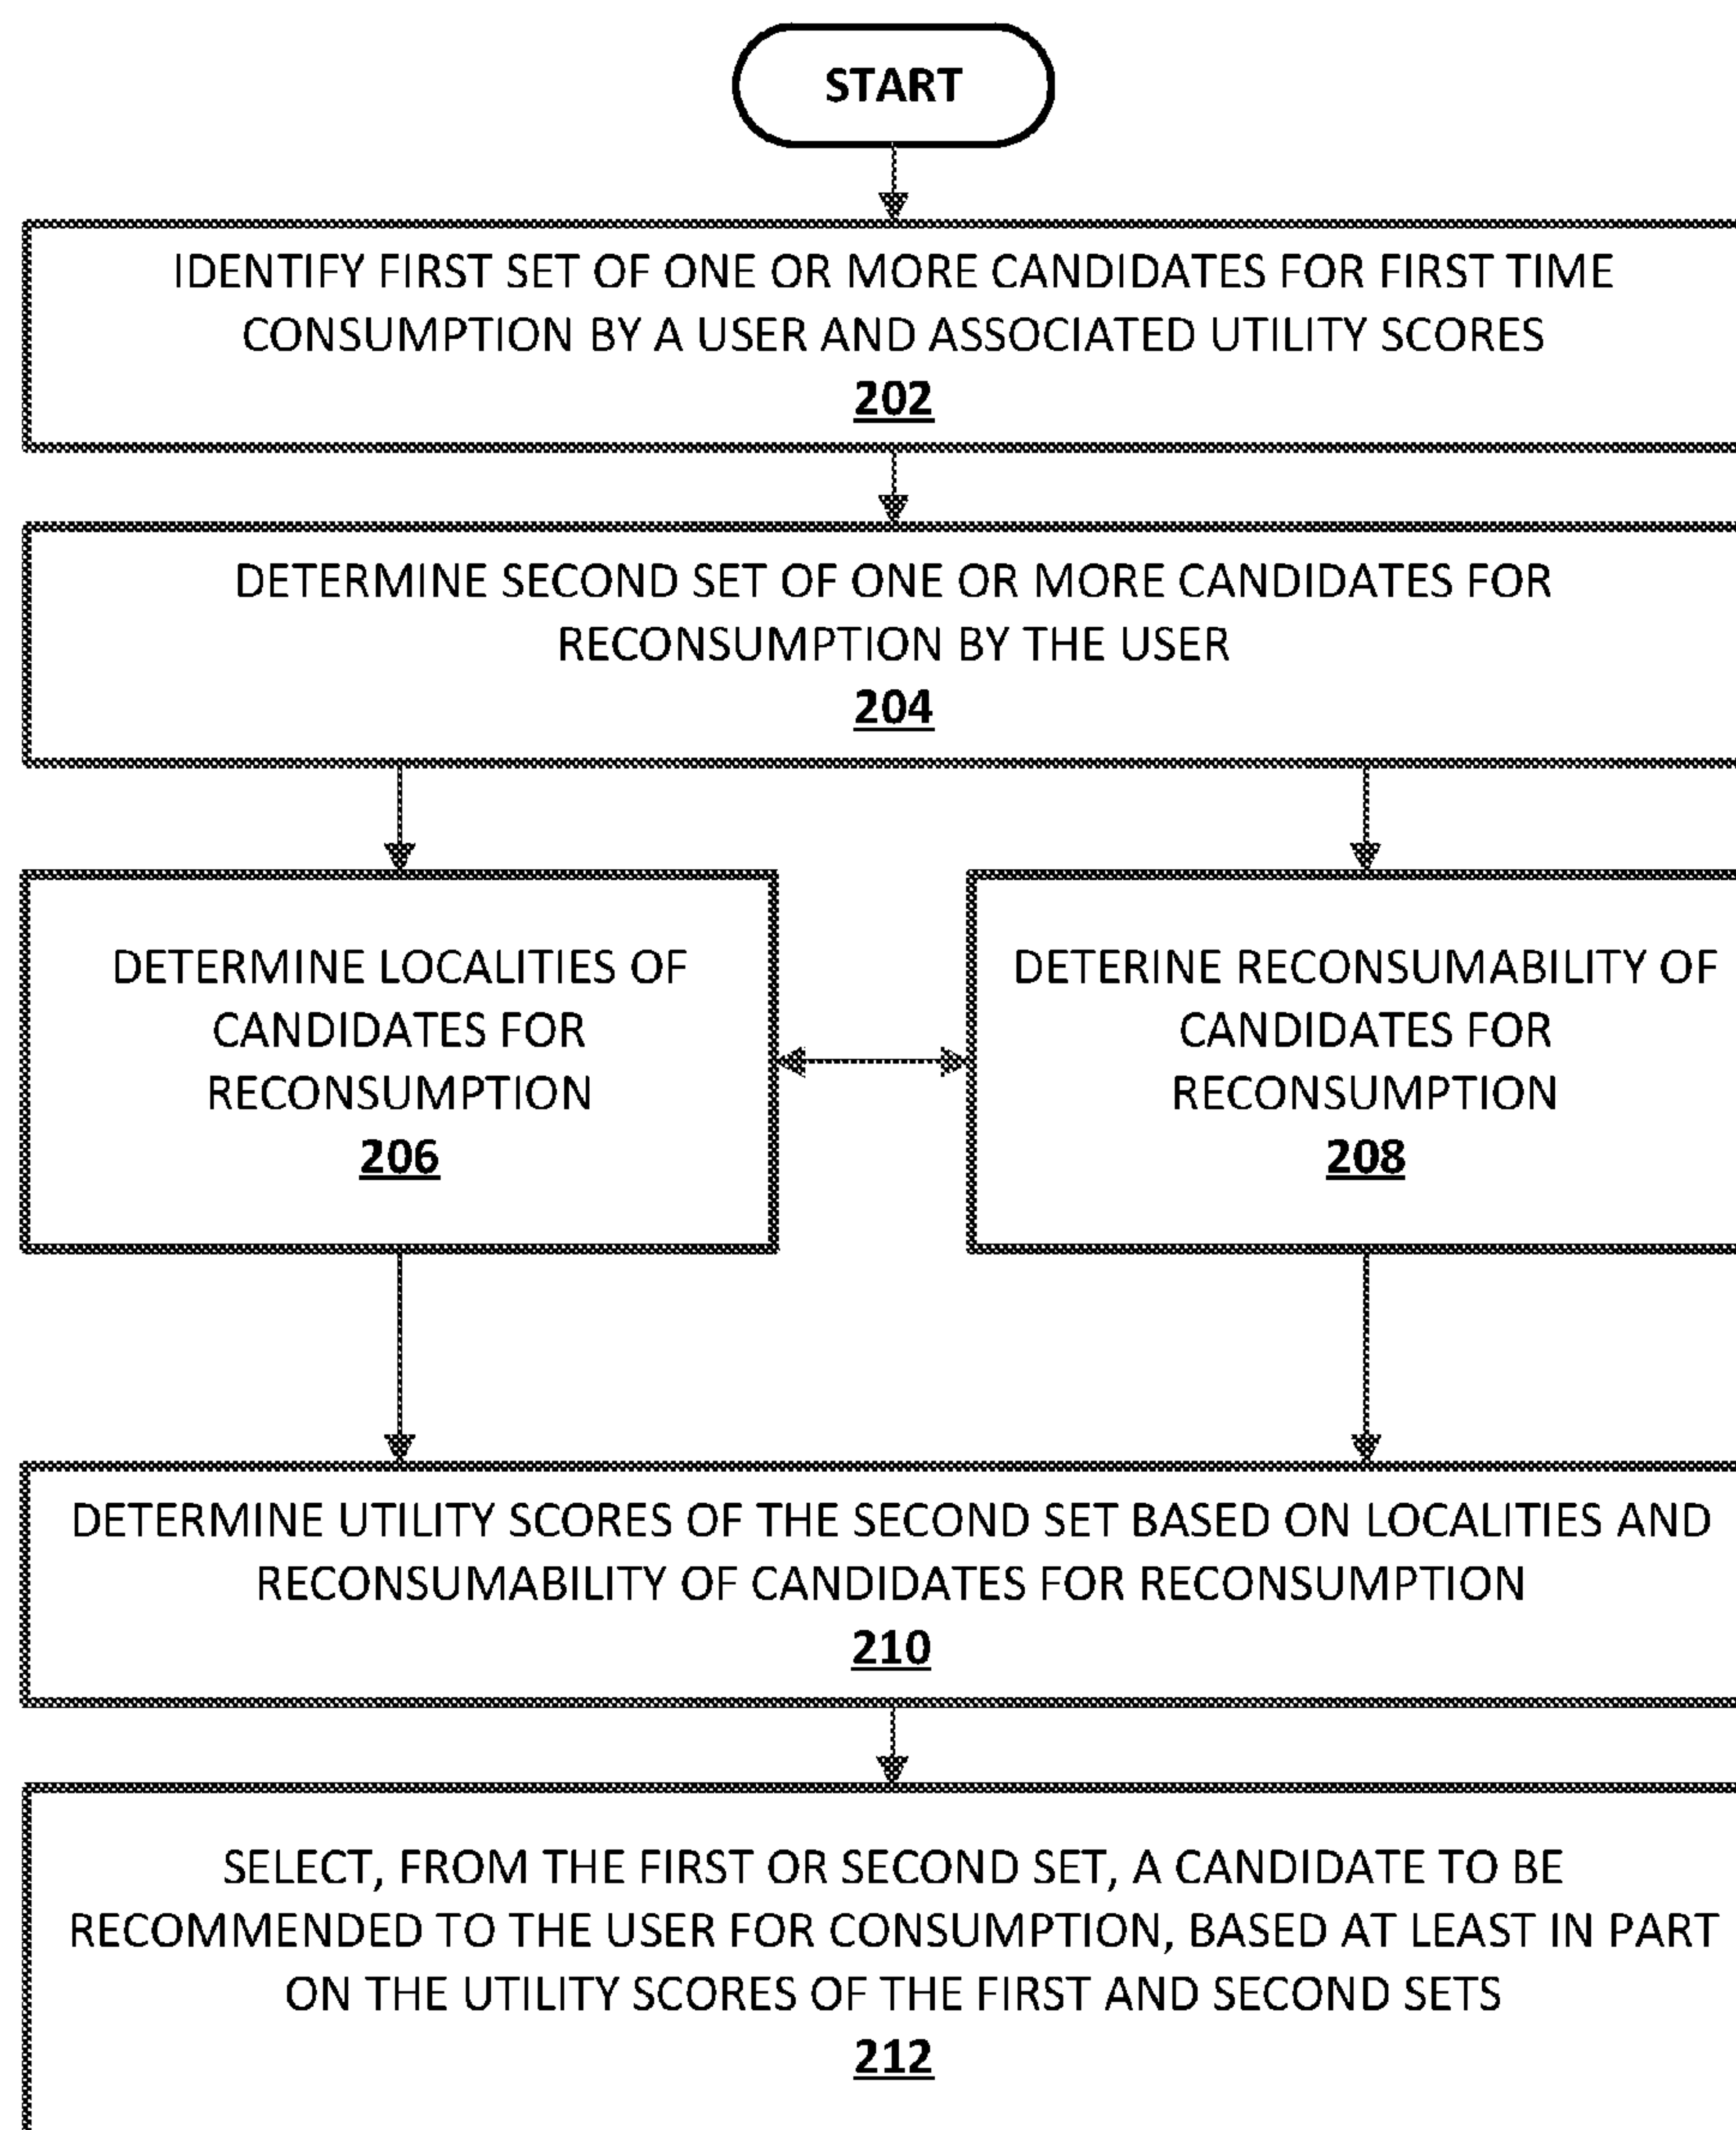 START
IDENTIFY FIRST SET OF ONE OR MORE CANDIDATES FOR FIRST TIME
CONSUMPTION BY A USER AND ASSOCIATED UTILITY SCORES
202
DETERMINE SECOND SET OF ONE OR MORE CANDIDATES FOR
RECONSUMPTION BY THE USER
204
DETERMINE LOCALITIES OF
CANDIDATES FOR
RECONSUMPTION
206
DETERINE RECONSUMABILITY OF
CANDIDATES FOR
RECONSUMPTION
208
DETERMINE UTILITY SCORES OF THE SECOND SET BASED ON LOCALITIES AND
RECONSUMABILITY OF CANDIDATES FOR RECONSUMPTION
210
SELECT, FROM THE FIRST OR SECOND SET, A CANDIDATE TO BE
RECOMMENDED TO THE USER FOR CONSUMPTION, BASED AT LEAST IN PART
ON THE UTILITY SCORES OF THE FIRST AND SECOND SETS
212